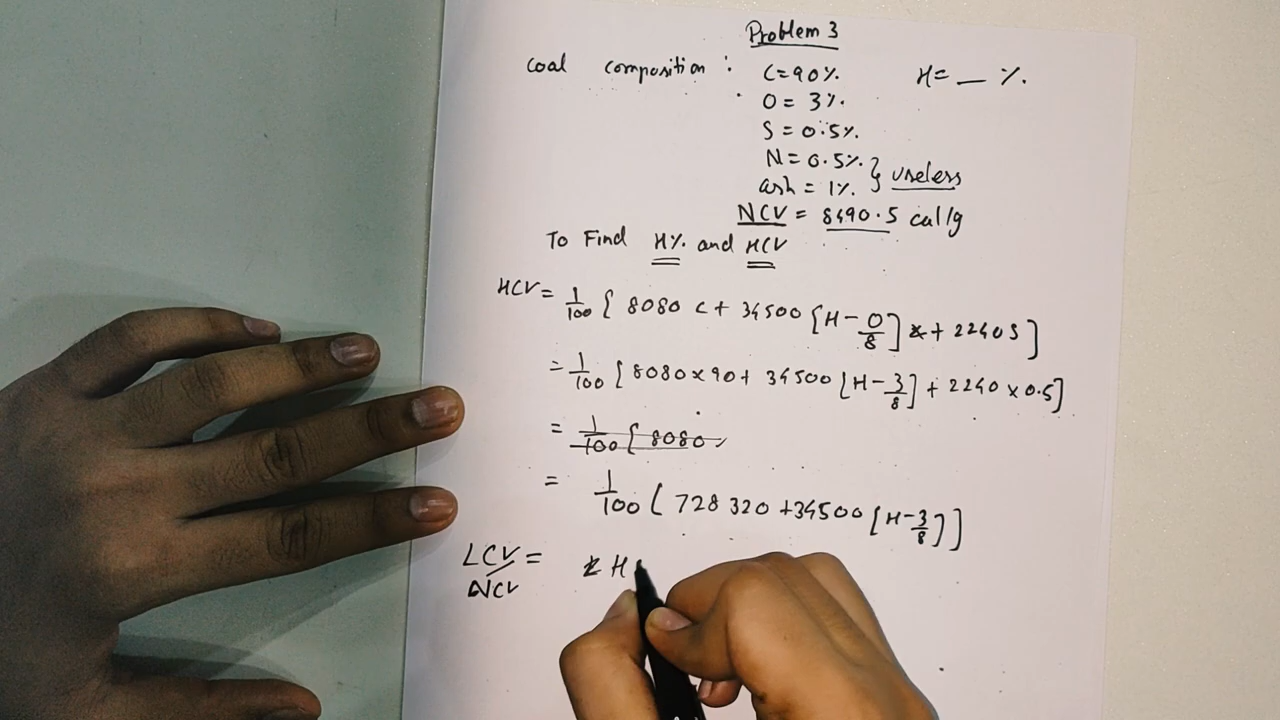 Problem 3
Coal composition : C = 90%. H = __ %.
O = 3%.
S = 0.5%.
N = 0.5%. } useless
ash = 1%.
NCV = 8490.5 cal/g
To Find H%. and HCV
HCV = 1/100 { 8080 C + 34500 [H - O/8] + 2240 S ]
= 1/100 [ 8080 x 90 + 34500 [H - 3/8] + 2240 x 0.5]
= 1/100 [ 8080
= 1/100 ( 728320 + 34500 [H - 3/8] ]
LCV = H
NCV